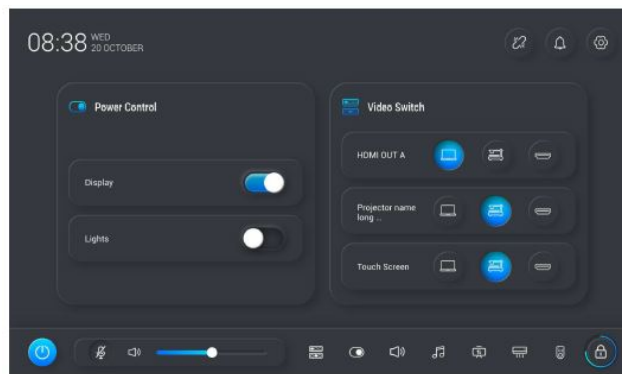 08:38 WED
20 OCTOBER
Power Control
Video Switch
HDMI OUT A
Display
Projector name
long ..
Lights
Touch Screen